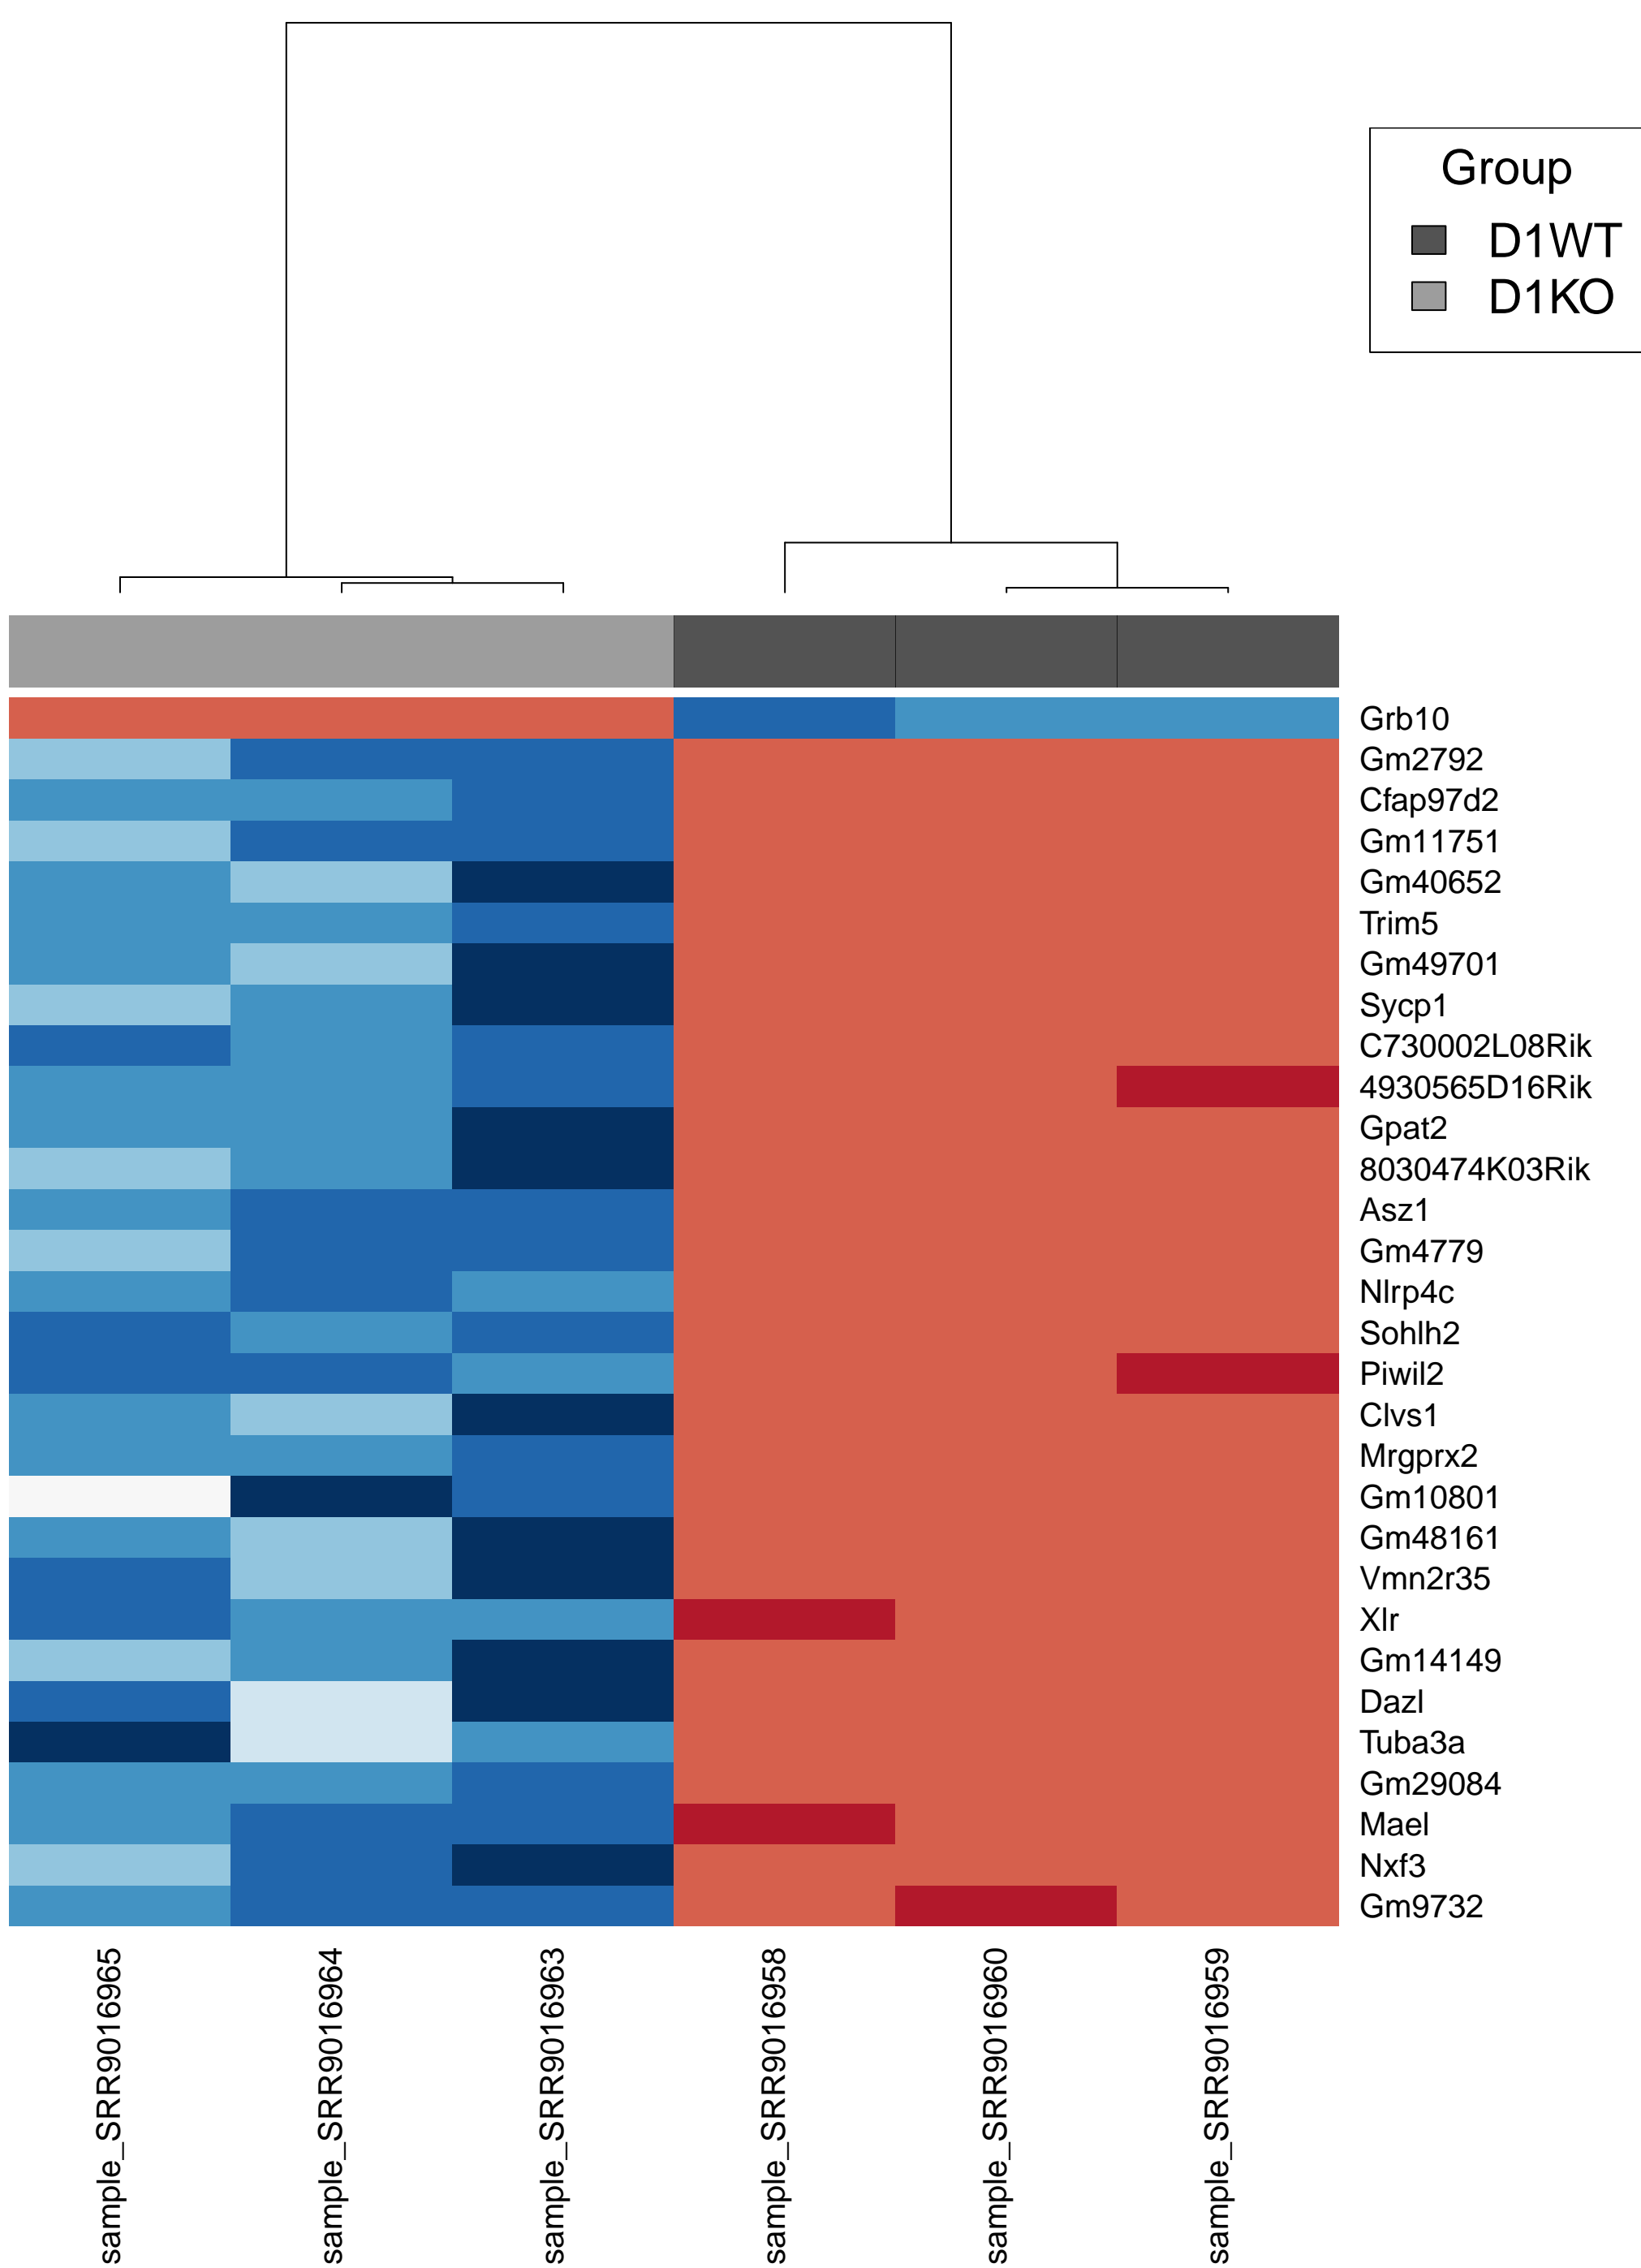 Group
D1WT
D1KO
Grb10
Gm2792
Cfap97d2
Gm11751
Gm40652
Trim5
Gm49701
Sycp1
C730002L08Rik
4930565D16Rik
Gpat2
8030474K03Rik
Asz1
Gm4779
Nlrp4c
Sohlh2
Piwil2
Clvs1
Mrgprx2
Gm10801
Gm48161
Vmn2r35
Xlr
Gm14149
Dazl
Tuba3a
Gm29084
Mael
Nxf3
Gm9732
sample_SRR9016965
sample_SRR9016964
sample_SRR9016963
sample_SRR9016958
sample_SRR9016960
sample_SRR9016959